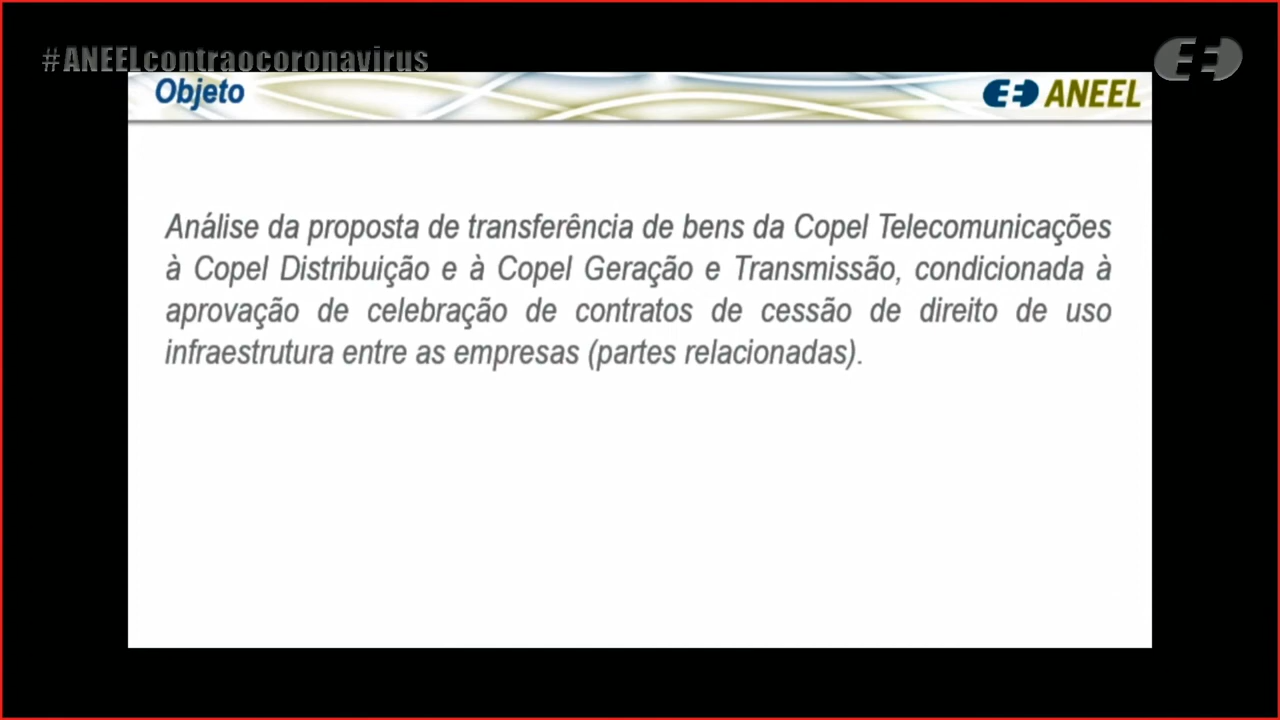 #ANEELcontraocoronavirus
Objeto
ANEEL
Análise da proposta de transferência de bens da Copel Telecomunicações
à Copel Distribuição e à Copel Geração e Transmissão, condicionada à
aprovação de celebração de contratos de cessão de direito de uso
infraestrutura entre as empresas (partes relacionadas).